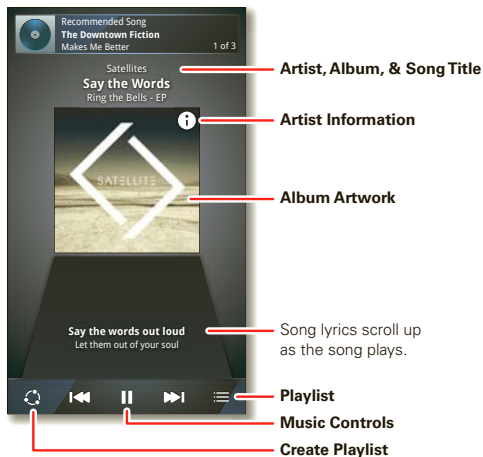 Recommended Song
The Downtown Fiction
Makes Me Better
1 of 3
Satellites
Say the Words
Ring the Bells - EP
SATELLITE
Say the words out loud
Let them out of your soul
Artist, Album, & Song Title
Artist Information
Album Artwork
Song lyrics scroll up
as the song plays.
Playlist
Music Controls
Create Playlist